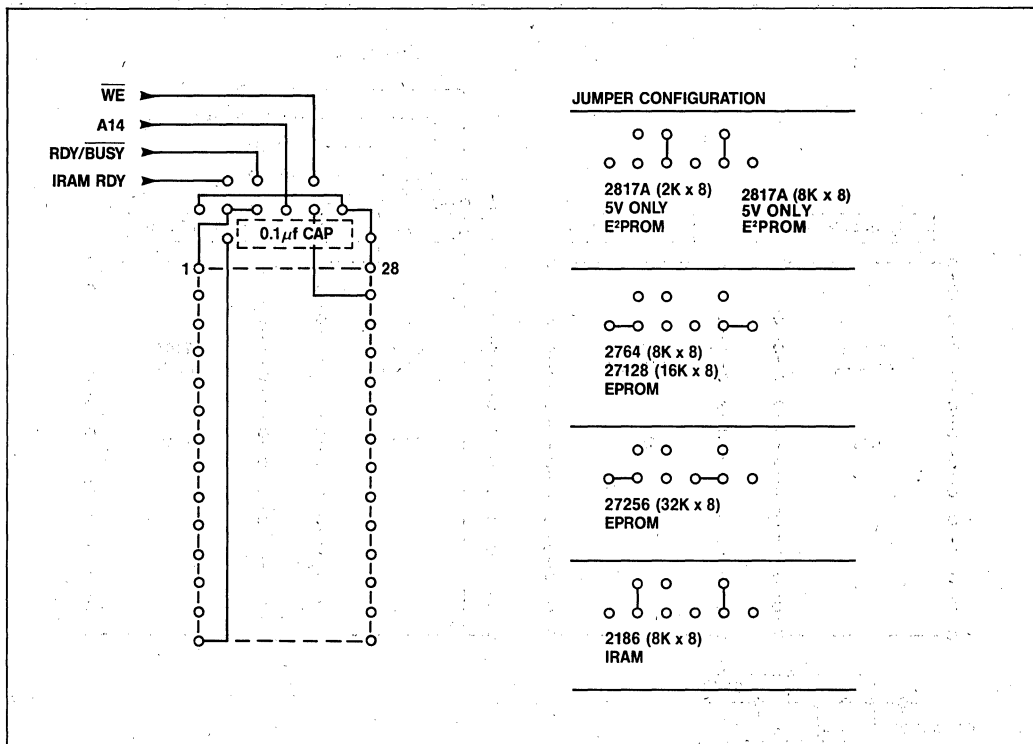 W̅E̅
A14
RDY/B̅U̅S̅Y̅
IRAM RDY
0.1μf CAP
1
28
JUMPER CONFIGURATION
2817A (2K x 8)
5V ONLY
E²PROM
2817A (8K x 8)
5V ONLY
E²PROM
2764 (8K x 8)
27128 (16K x 8)
EPROM
27256 (32K x 8)
EPROM
2186 (8K x 8)
IRAM